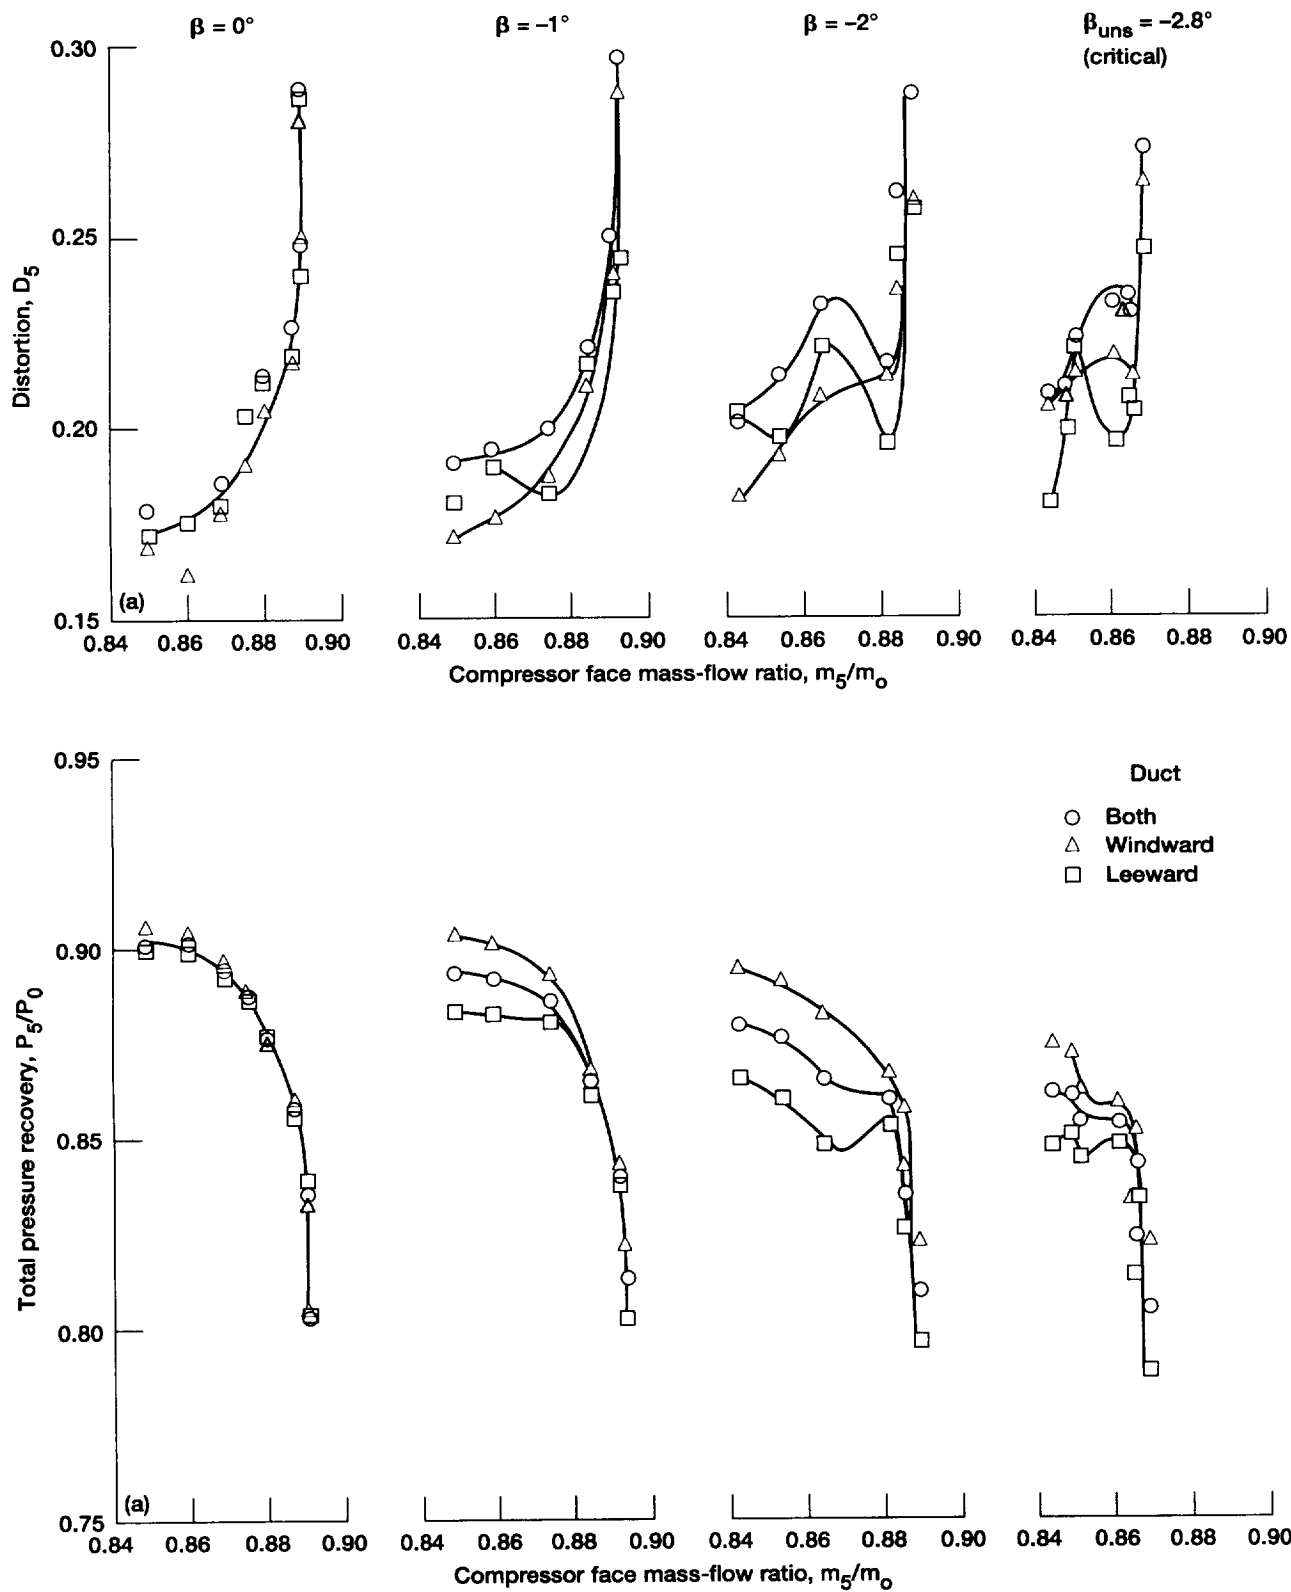 β = 0°
β = –1°
β = –2°
βuns = –2.8°
(critical)
0.30
0.25
0.20
0.15
Distortion, D5
(a)
0.84 0.86 0.88 0.90
0.84 0.86 0.88 0.90
0.84 0.86 0.88 0.90
0.84 0.86 0.88 0.90
Compressor face mass-flow ratio, m5/mo
0.95
0.90
0.85
0.80
0.75
Total pressure recovery, P5/P0
Duct
Both
Windward
Leeward
(a)
0.84 0.86 0.88 0.90
0.84 0.86 0.88 0.90
0.84 0.86 0.88 0.90
0.84 0.86 0.88 0.90
Compressor face mass-flow ratio, m5/mo